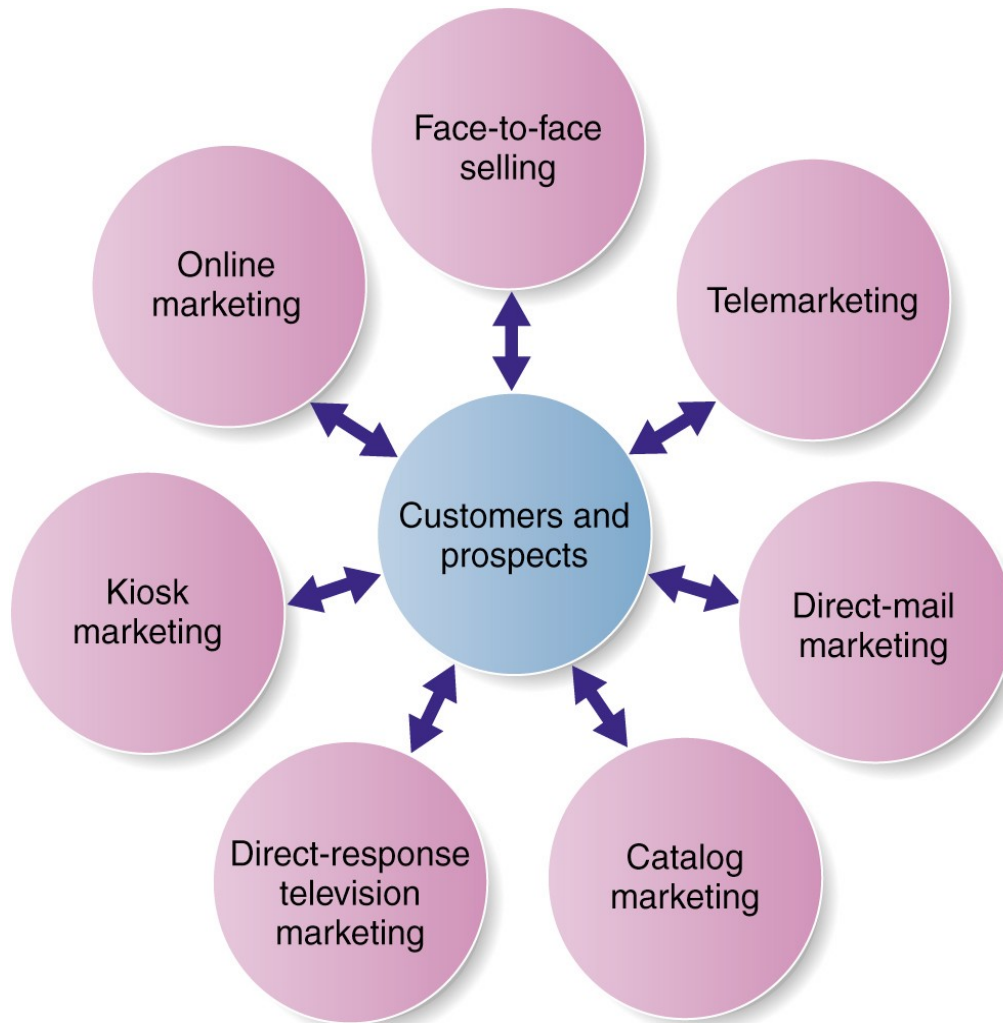 Face-to-face
selling
Telemarketing
Direct-mail
marketing
Catalog
marketing
Direct-response
television
marketing
Kiosk
marketing
Online
marketing
Customers and
prospects